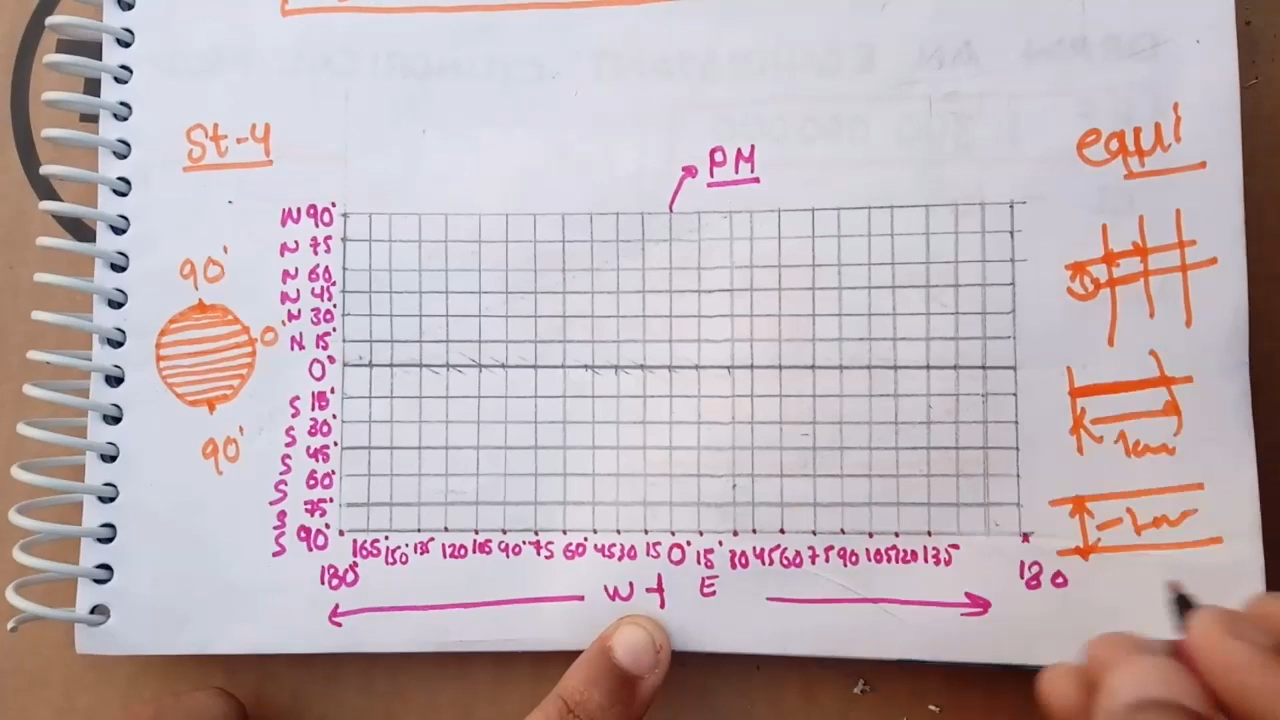 St-4
equi
PM
N 90°
N 75
N 60
N 45
N 30
N 15
0°
S 15
S 30
S 45
S 60
S 75
S 90°
90°
0°
90°
1cm
165 150 135 120 105 90 75 60 45 30 15 0° 15 30 45 60 75 90 105 120 135
180° 180
W E